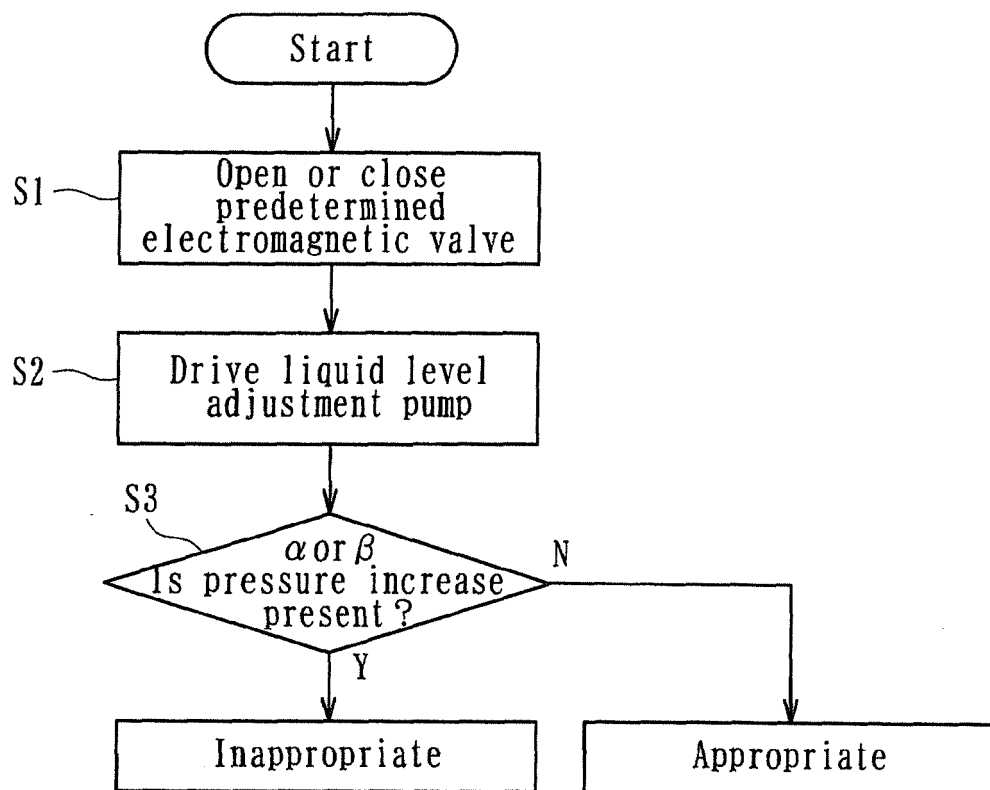 Start
S1
Open or close
predetermined
electromagnetic valve
S2
Drive liquid level
adjustment pump
S3
α or β
Is pressure increase
present?
N
Y
Inappropriate
Appropriate